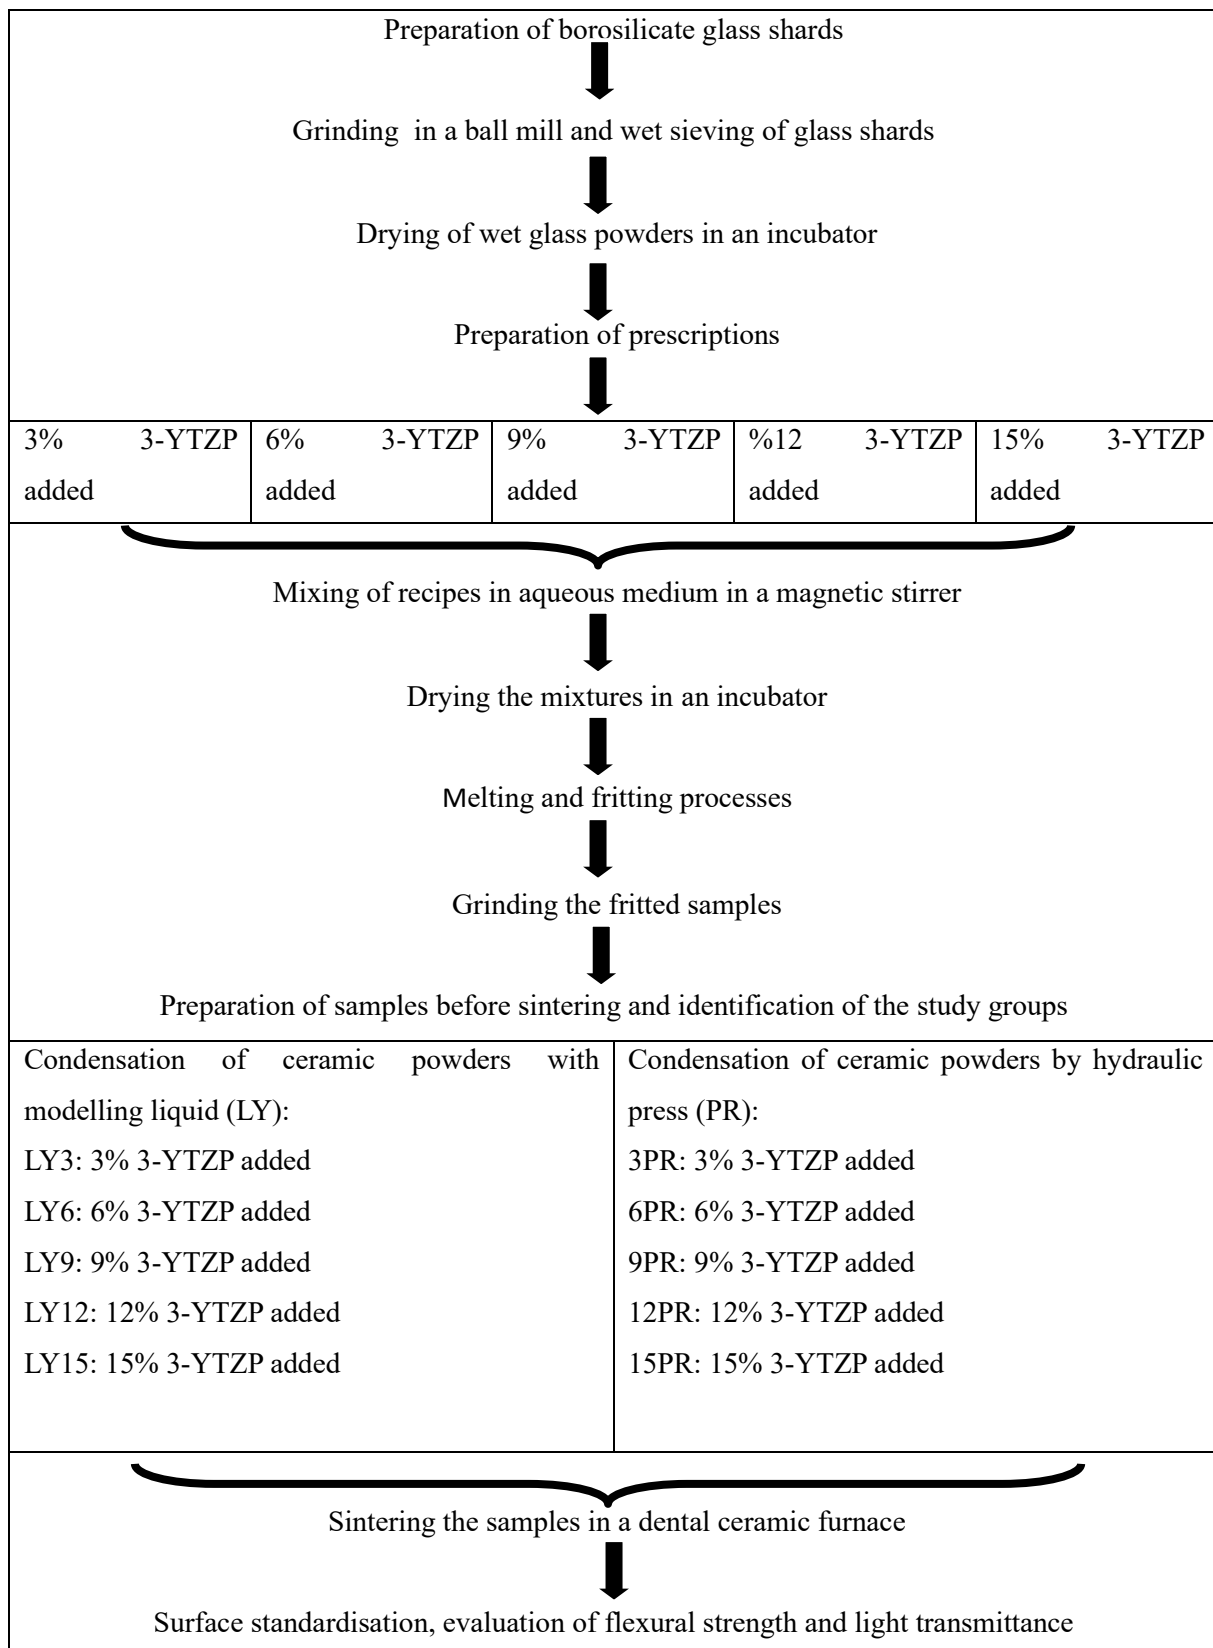 Preparation of borosilicate glass shards
Grinding in a ball mill and wet sieving of glass shards
Drying of wet glass powders in an incubator
Preparation of prescriptions
3% 3-YTZP added
6% 3-YTZP added
9% 3-YTZP added
%12 3-YTZP added
15% 3-YTZP added
Mixing of recipes in aqueous medium in a magnetic stirrer
Drying the mixtures in an incubator
Melting and fritting processes
Grinding the fritted samples
Preparation of samples before sintering and identification of the study groups
Condensation of ceramic powders with
modelling liquid (LY):
LY3: 3% 3-YTZP added
LY6: 6% 3-YTZP added
LY9: 9% 3-YTZP added
LY12: 12% 3-YTZP added
LY15: 15% 3-YTZP added
Condensation of ceramic powders by hydraulic
press (PR):
3PR: 3% 3-YTZP added
6PR: 6% 3-YTZP added
9PR: 9% 3-YTZP added
12PR: 12% 3-YTZP added
15PR: 15% 3-YTZP added
Sintering the samples in a dental ceramic furnace
Surface standardisation, evaluation of flexural strength and light transmittance